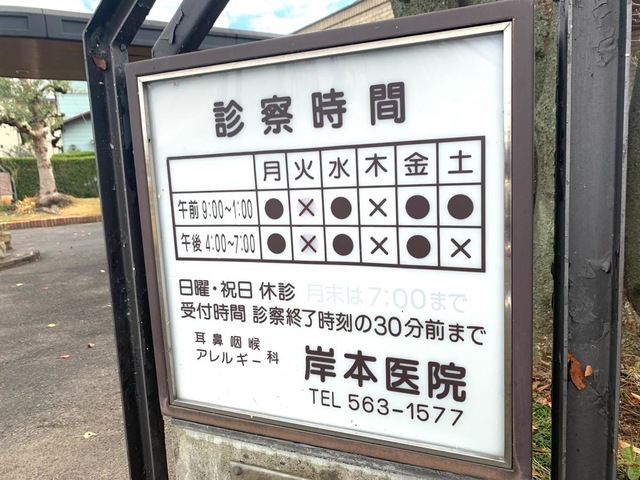 診察時間
月 火 水 木 金 土
午前 9:00~1:00 ● × ● × ● ●
午後 4:00~7:00 ● × ● × ● ×
日曜・祝日 休診 月末は7:00まで
受付時間 診察終了時刻の30分前まで
耳鼻咽喉
アレルギー科
岸本医院
TEL 563-1577